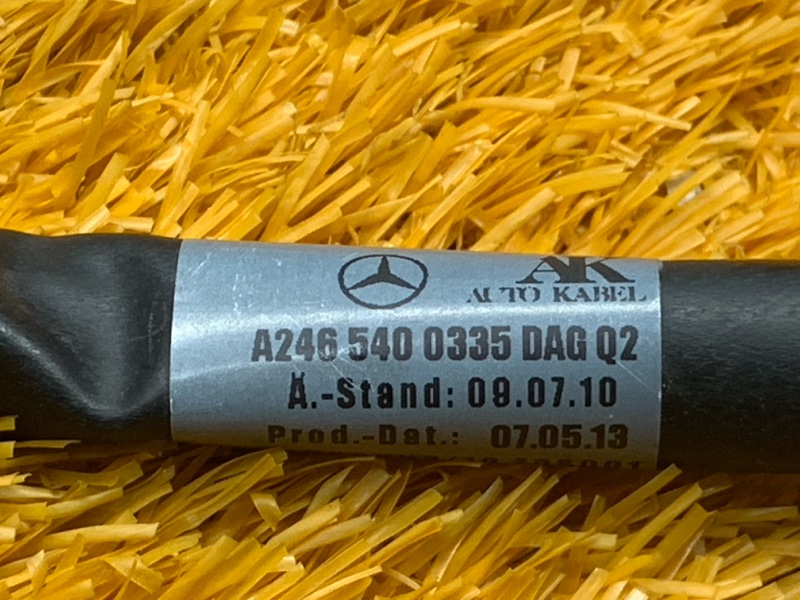 AK
AUTO KABEL
A246 540 0335 DAG Q2
Ä.-Stand: 09.07.10
Prod.-Dat.: 07.05.13